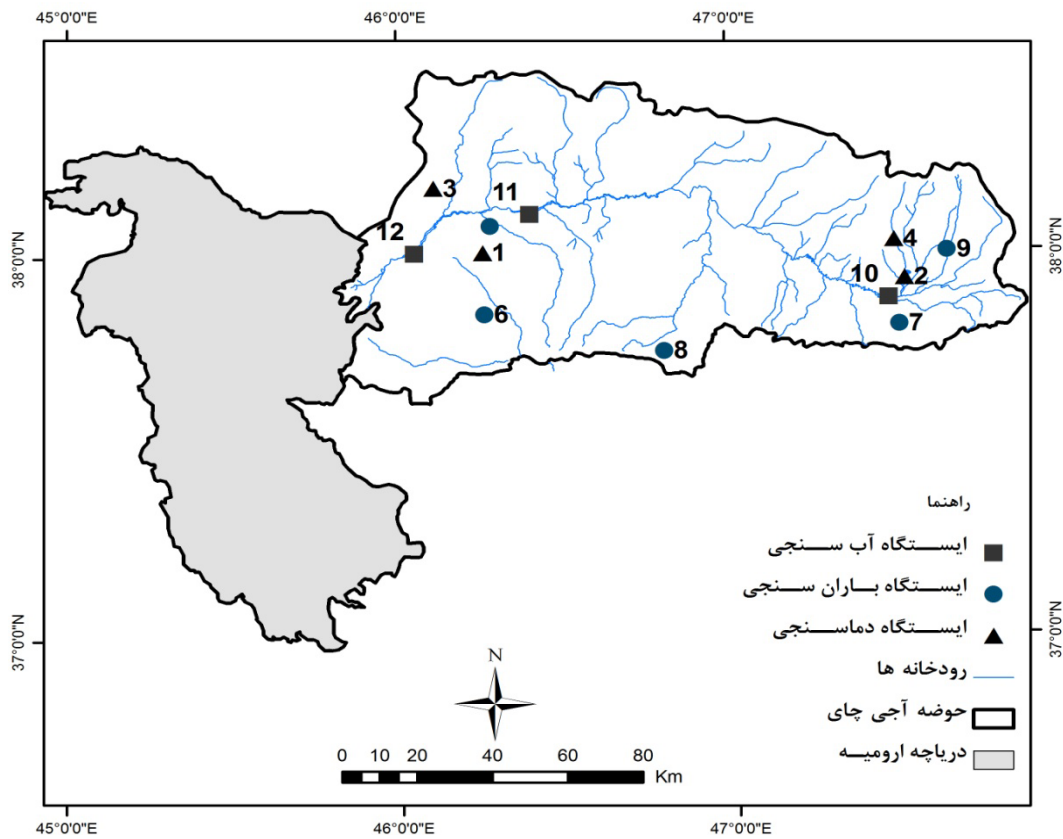 45°0'0"E 46°0'0"E 47°0'0"E
38°0'0"N
38°0'0"N
3
11
12
1
4
9
10
2
6
7
8
راهنما
ایستگاه آب سنجی
ایستگاه باران سنجی
ایستگاه دماسنجی
رودخانه ها
حوضه آجی چای
دریاچه ارومیه
37°0'0"N
37°0'0"N
N
0 10 20 40 60 80
Km
45°0'0"E 46°0'0"E 47°0'0"E